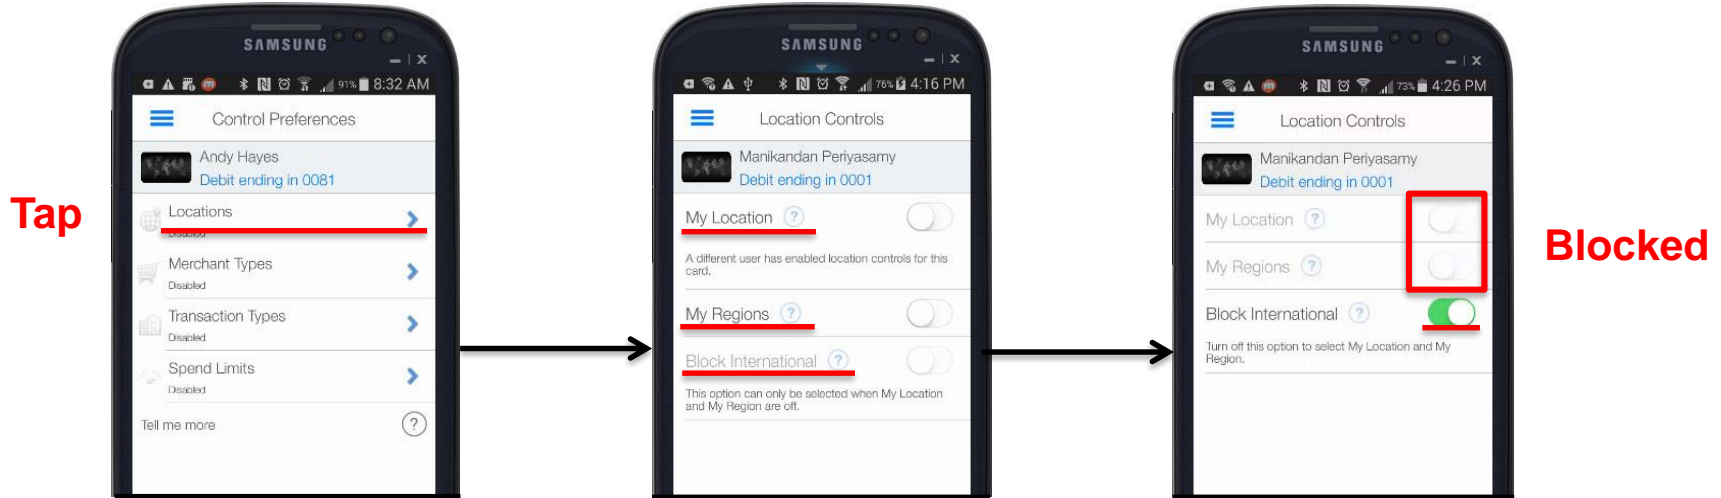 Tap
SAMSUNG
91% 8:32 AM
Control Preferences
Andy Hayes
Debit ending in 0081
Locations
Disabled
Merchant Types
Disabled
Transaction Types
Disabled
Spend Limits
Disabled
Tell me more ?
SAMSUNG
76% 4:16 PM
Location Controls
Manikandan Periyasamy
Debit ending in 0001
My Location ?
A different user has enabled location controls for this
card.
My Regions ?
Block International ?
This option can only be selected when My Location
and My Region are off.
SAMSUNG
73% 4:26 PM
Location Controls
Manikandan Periyasamy
Debit ending in 0001
My Location ?
My Regions ?
Block International ?
Turn off this option to select My Location and My
Region.
Blocked